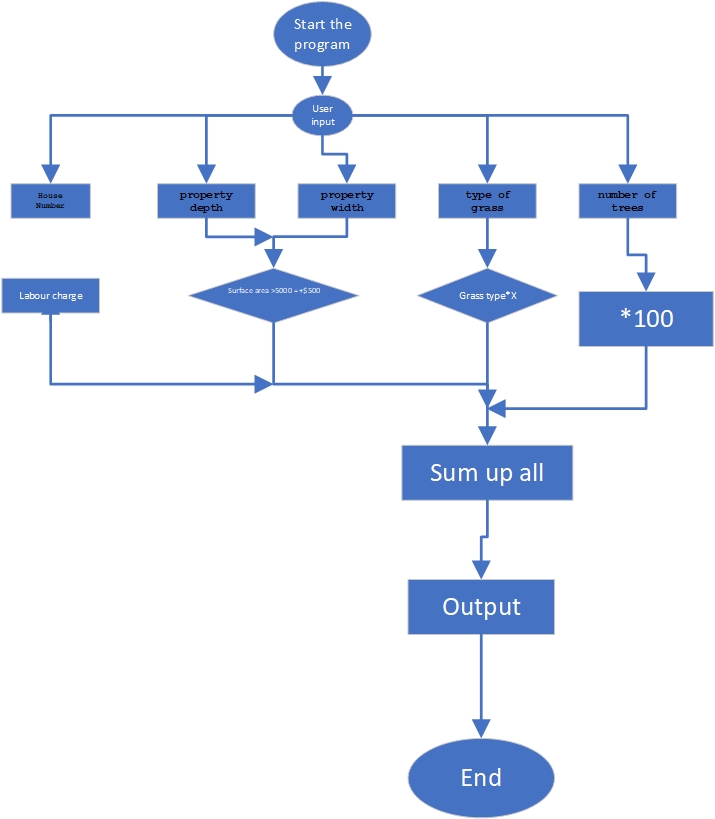 Start the
program
User
input
House
Number
property
depth
property
width
type of
grass
number of
trees
Labour charge
Surface area >5000 =+$500
Grass type*X
*100
Sum up all
Output
End